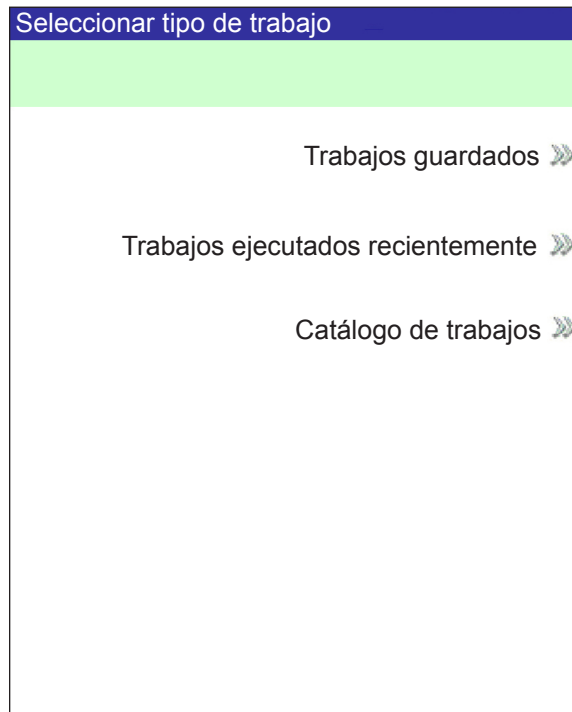 Seleccionar tipo de trabajo
Trabajos guardados
Trabajos ejecutados recientemente
Catálogo de trabajos